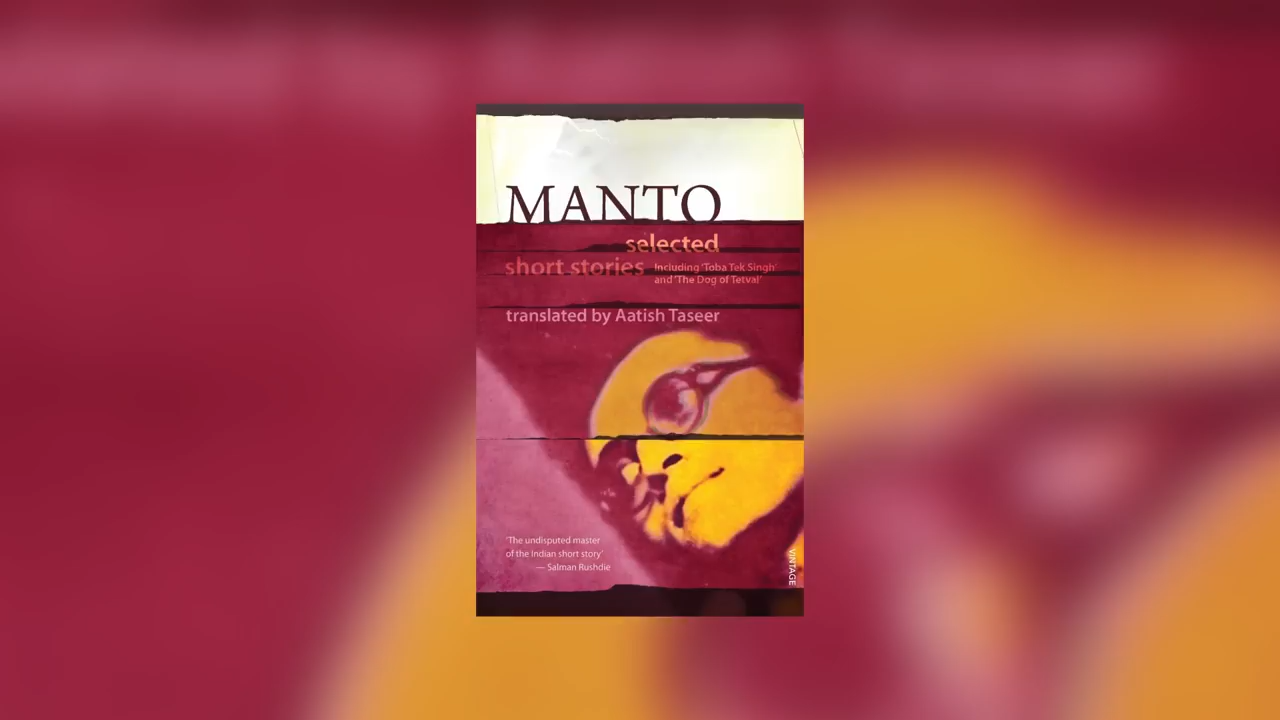 MANTO
selected
short stories
Including 'Toba Tek Singh'
and 'The Dog of Tetval'
translated by Aatish Taseer
'The undisputed master
of the Indian short story'
— Salman Rushdie
VINTAGE